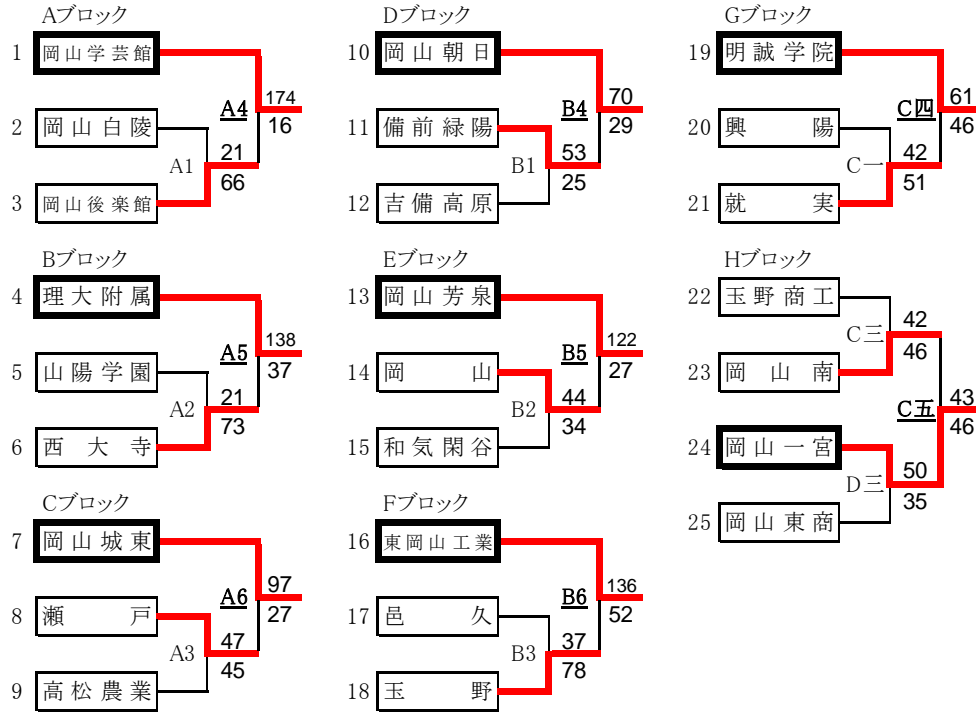 Aブロック
1 岡山学芸館
174
A4
16
2 岡山白陵
21
A1
66
3 岡山後楽館
Bブロック
4 理大附属
138
A5
37
5 山陽学園
21
A2
73
6 西大寺
Cブロック
7 岡山城東
97
A6
27
8 瀬戸
47
A3
45
9 高松農業
Dブロック
10 岡山朝日
70
B4
29
11 備前緑陽
53
B1
25
12 吉備高原
Eブロック
13 岡山芳泉
122
B5
27
14 岡山
44
B2
34
15 和気閑谷
Fブロック
16 東岡山工業
136
B6
52
17 邑久
37
B3
78
18 玉野
Gブロック
19 明誠学院
61
C四
46
20 興陽
42
C一
51
21 就実
Hブロック
22 玉野商工
42
C三
46
23 岡山南
43
C五
46
24 岡山一宮
50
D三
35
25 岡山東商